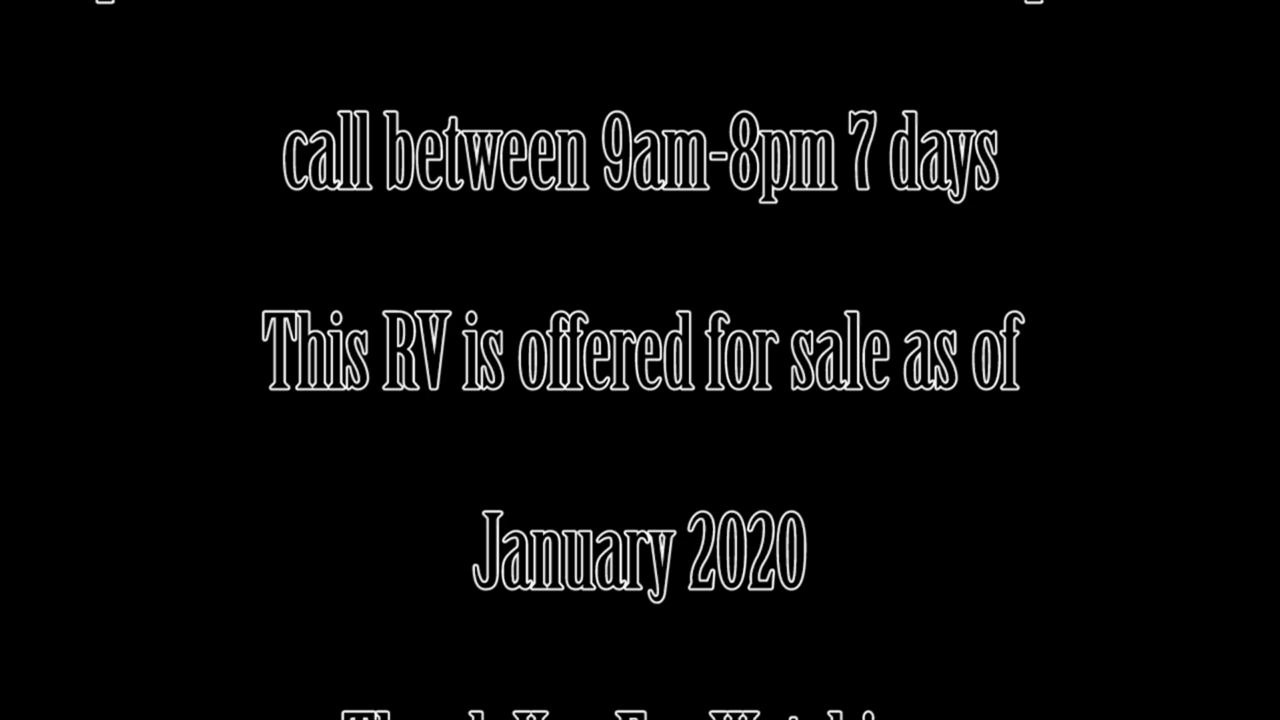 call between 9am-8pm 7 days
This RV is offered for sale as of
January 2020